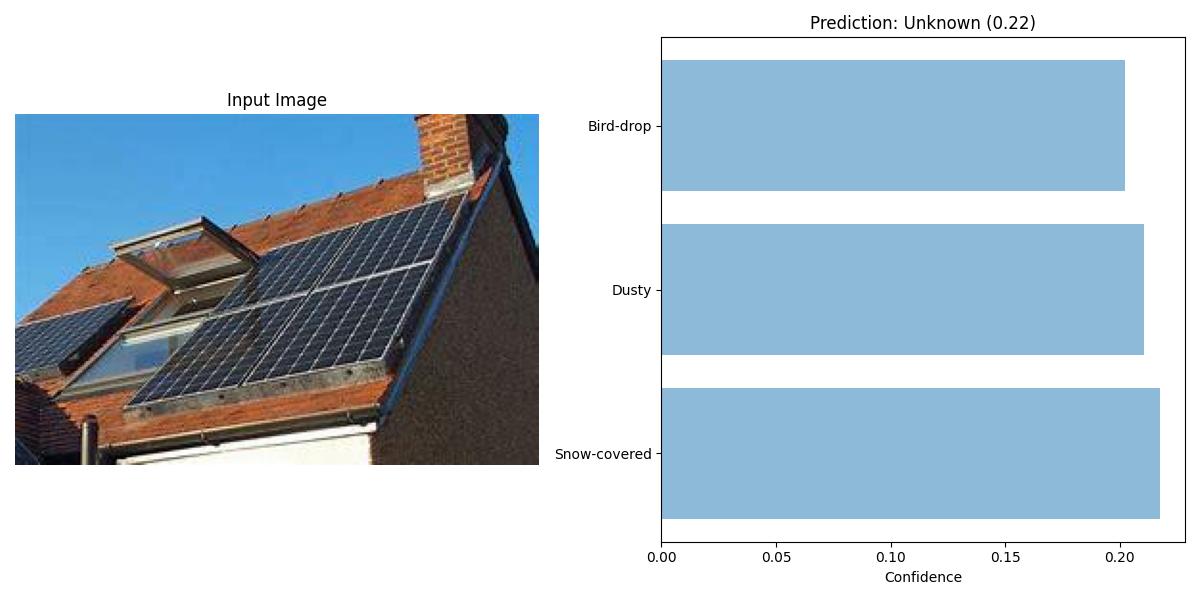 Input Image
Prediction: Unknown (0.22)
Bird-drop
Dusty
Snow-covered
0.00 0.05 0.10 0.15 0.20
Confidence